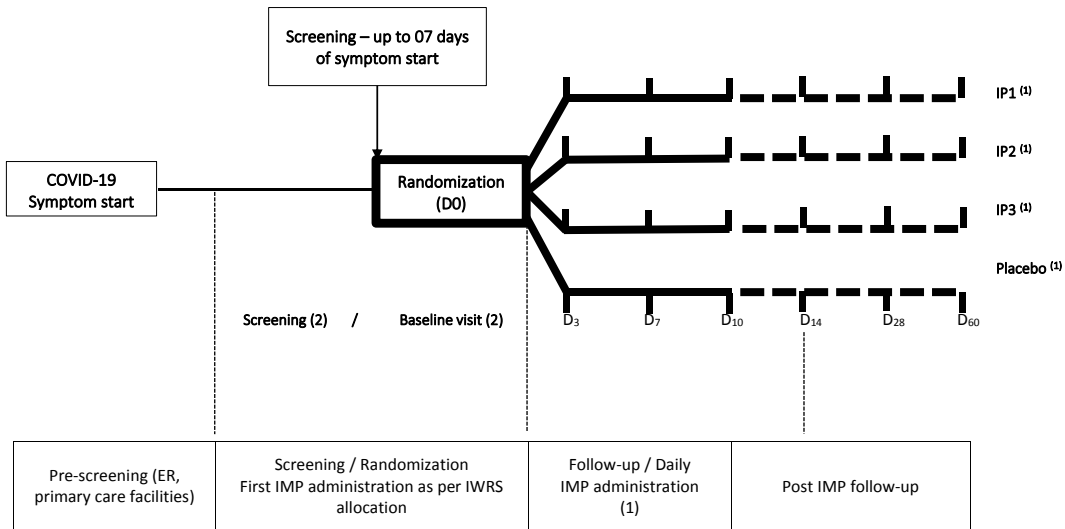 Screening – up to 07 days
of symptom start
COVID-19
Symptom start
Randomization
(D0)
IP1 (1)
IP2 (1)
IP3 (1)
Placebo (1)
Screening (2) / Baseline visit (2)
D3 D7 D10 D14 D28 D60
Pre-screening (ER,
primary care facilities)
Screening / Randomization
First IMP administration as per IWRS
allocation
Follow-up / Daily
IMP administration
(1)
Post IMP follow-up